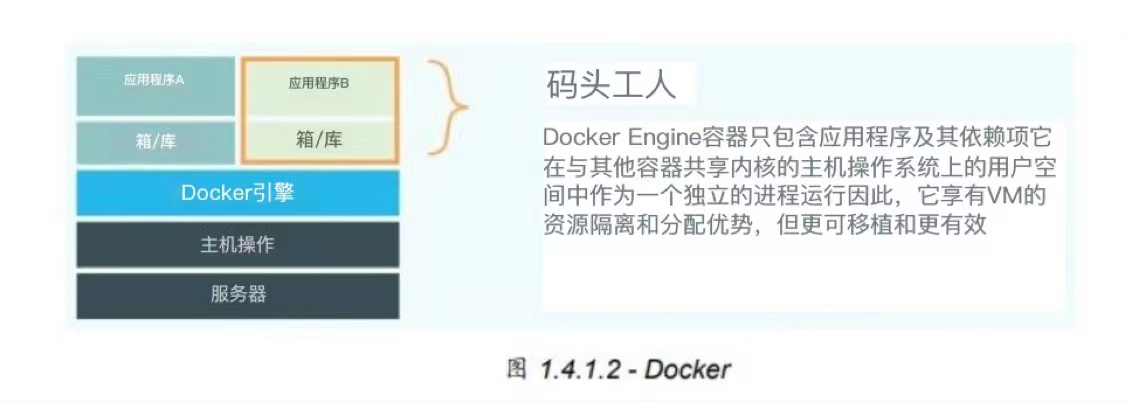 应用程序A
应用程序B
箱/库
箱/库
Docker引擎
主机操作
服务器
码头工人
Docker Engine容器只包含应用程序及其依赖项它
在与其他容器共享内核的主机操作系统上的用户空
间中作为一个独立的进程运行因此，它享有VM的
资源隔离和分配优势，但更可移植和更有效
图 1.4.1.2 - Docker